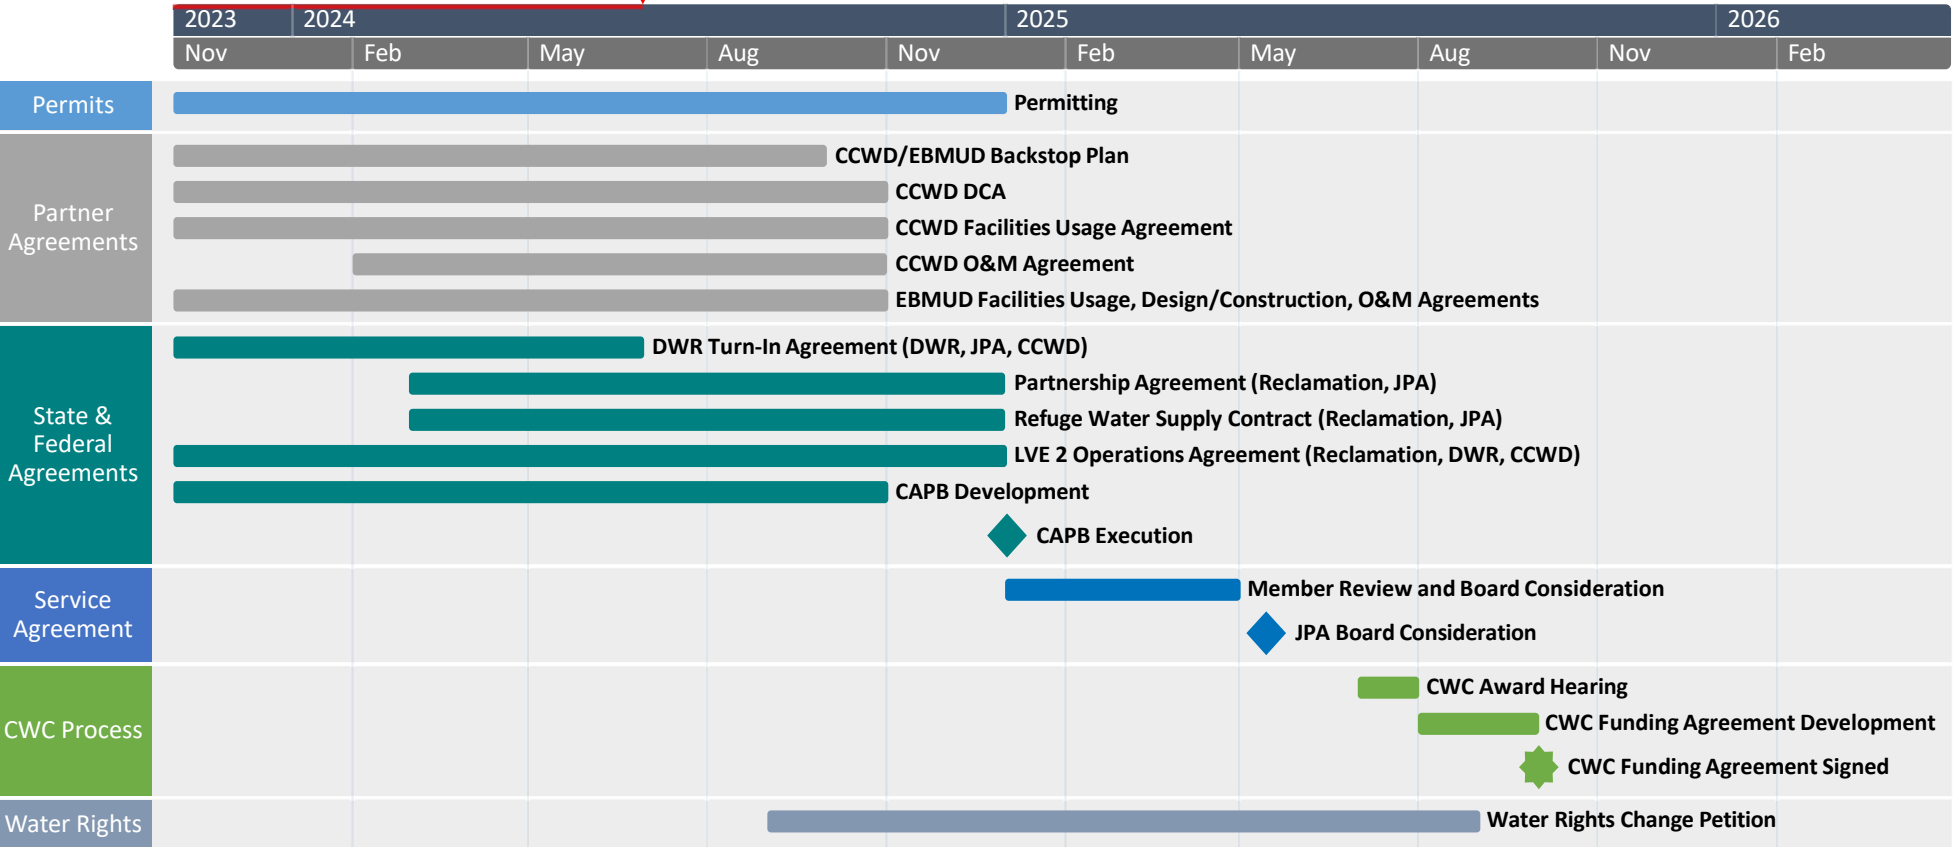 2023 2024 2025 2026
Nov Feb May Aug Nov Feb May Aug Nov Feb
Permits
Permitting
Partner
Agreements
CCWD/EBMUD Backstop Plan
CCWD DCA
CCWD Facilities Usage Agreement
CCWD O&M Agreement
EBMUD Facilities Usage, Design/Construction, O&M Agreements
State &
Federal
Agreements
DWR Turn-In Agreement (DWR, JPA, CCWD)
Partnership Agreement (Reclamation, JPA)
Refuge Water Supply Contract (Reclamation, JPA)
LVE 2 Operations Agreement (Reclamation, DWR, CCWD)
CAPB Development
CAPB Execution
Service
Agreement
Member Review and Board Consideration
JPA Board Consideration
CWC Process
CWC Award Hearing
CWC Funding Agreement Development
CWC Funding Agreement Signed
Water Rights
Water Rights Change Petition